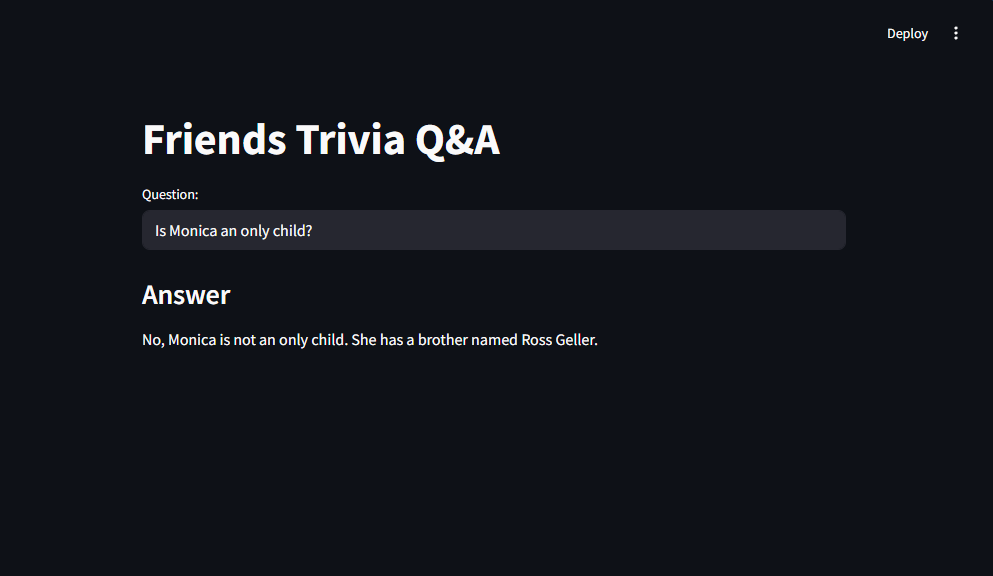 Deploy
Friends Trivia Q&A
Question:
Is Monica an only child?
Answer
No, Monica is not an only child. She has a brother named Ross Geller.